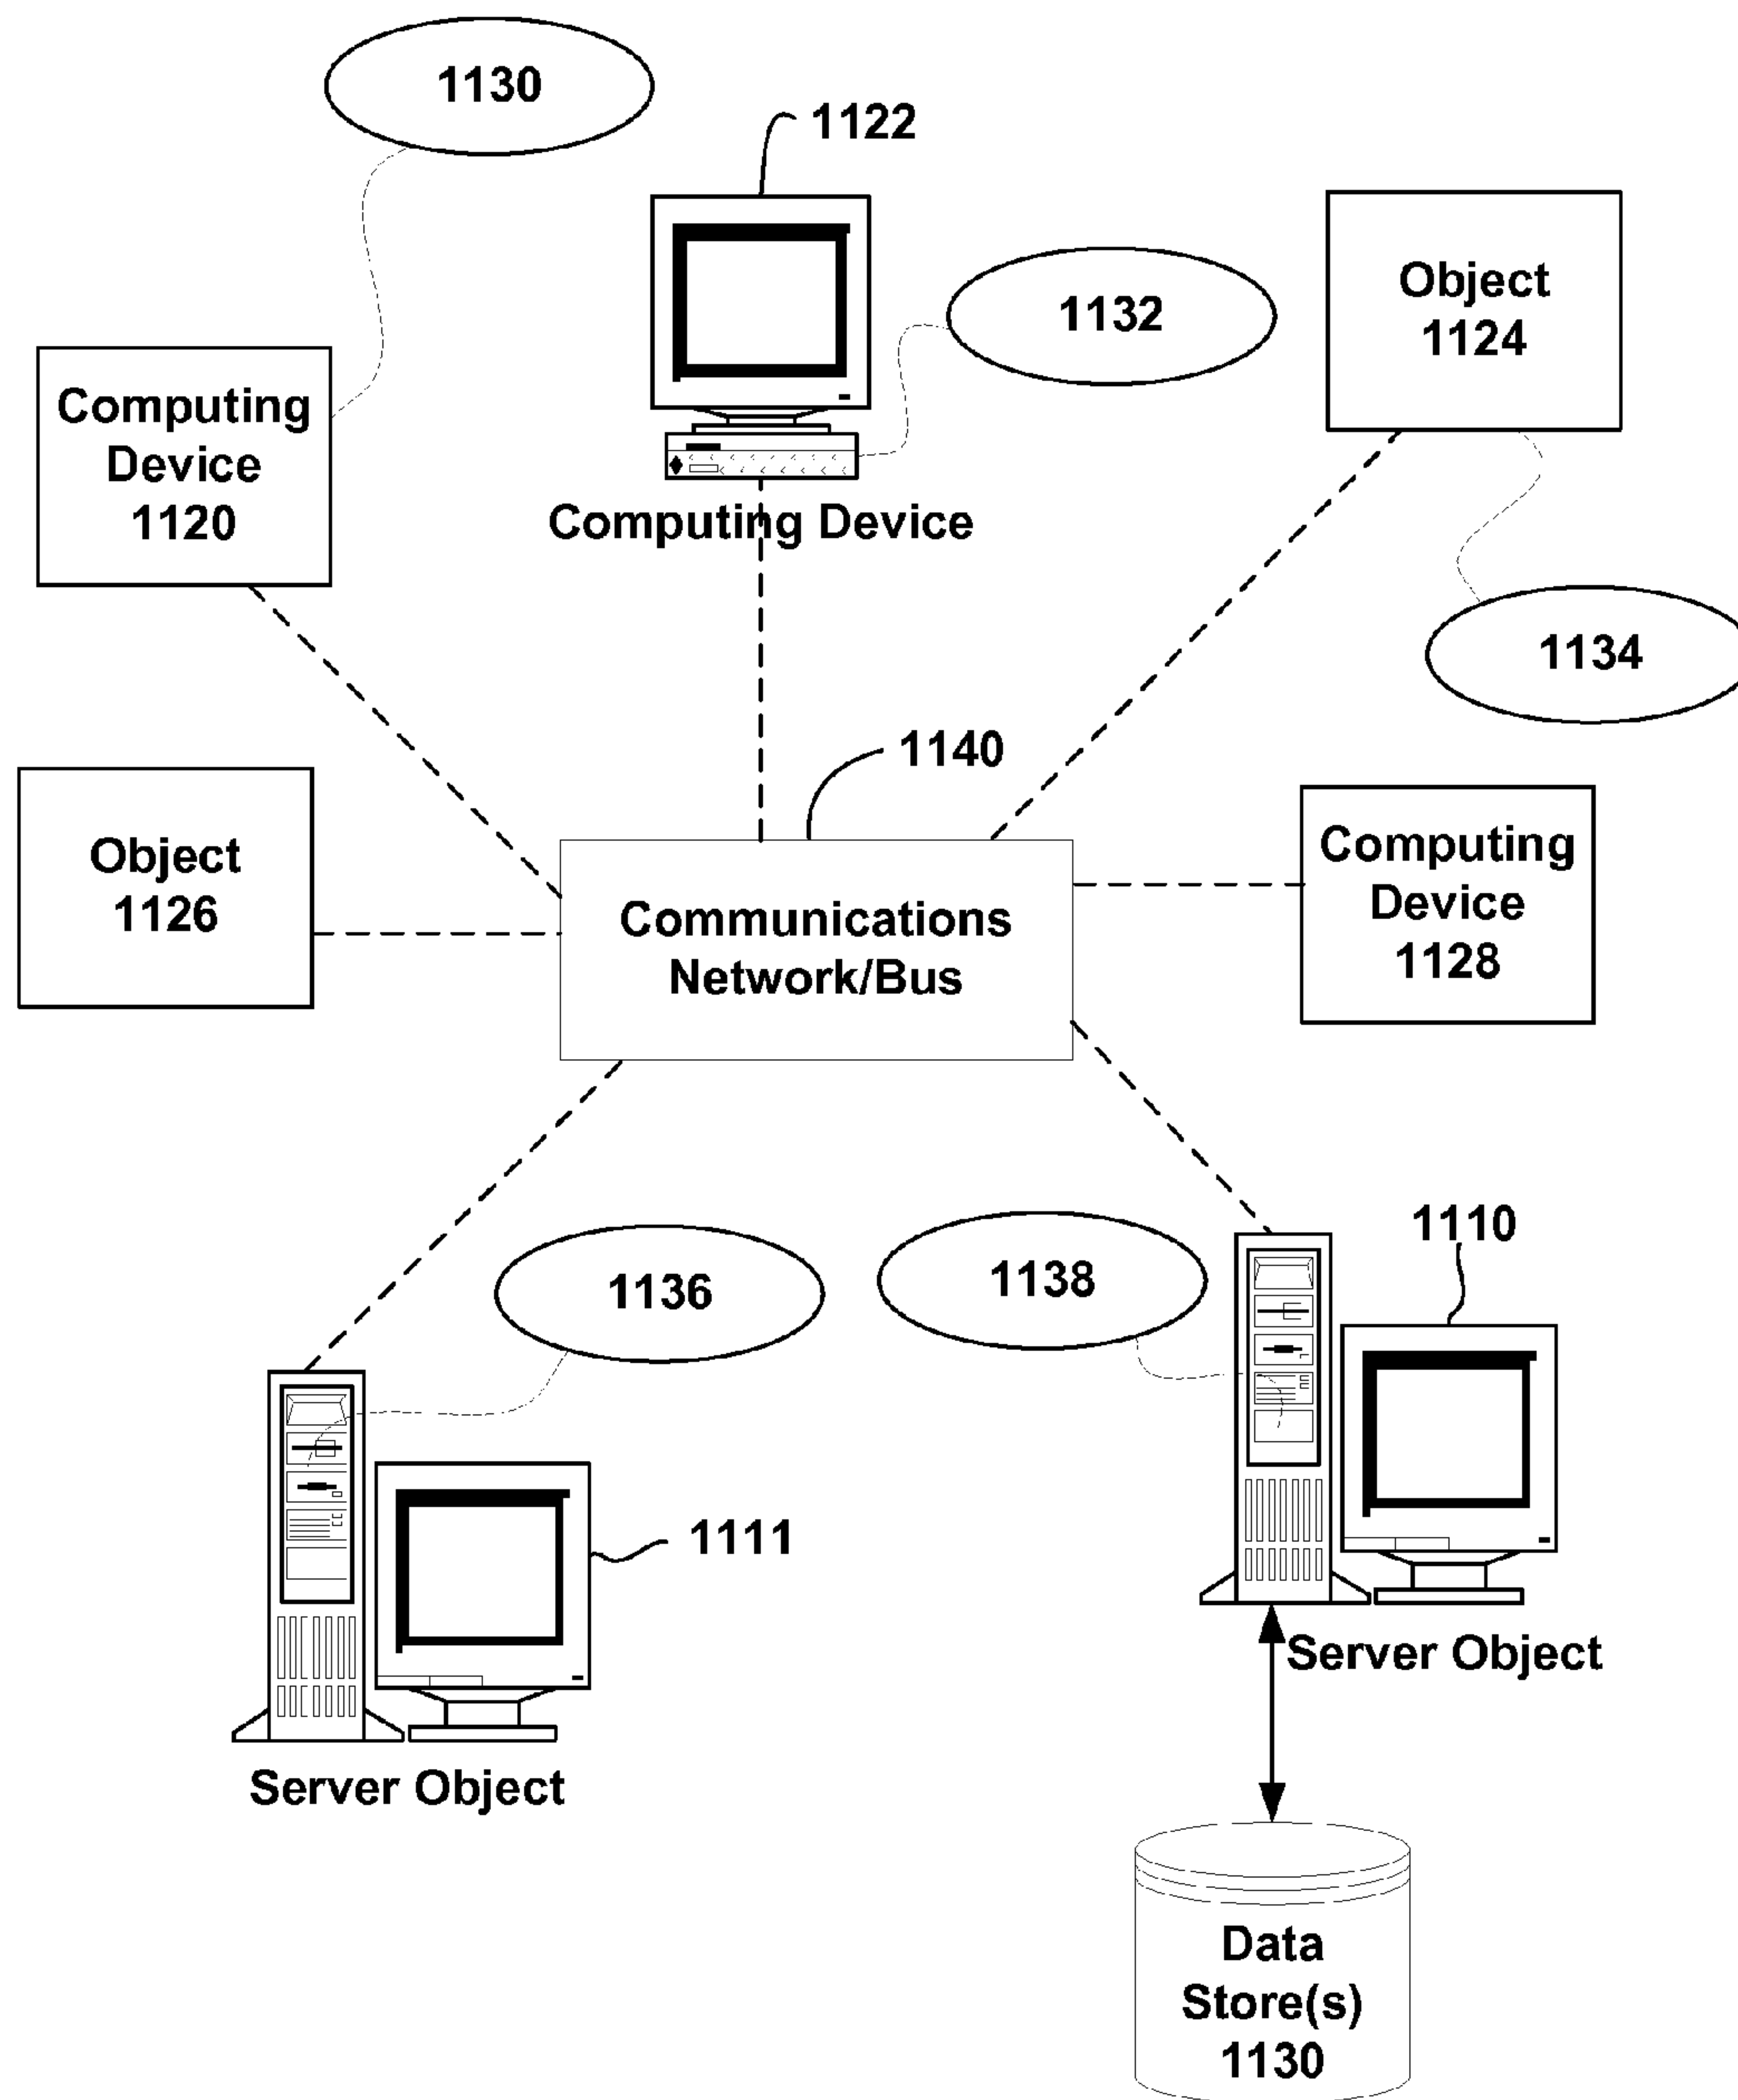 1130
1122
1132
Object
1124
Computing
Device
1120
Computing Device
1134
1140
Object
1126
Communications
Network/Bus
Computing
Device
1128
1136
1138
1110
1111
Server Object
Server Object
Data
Store(s)
1130